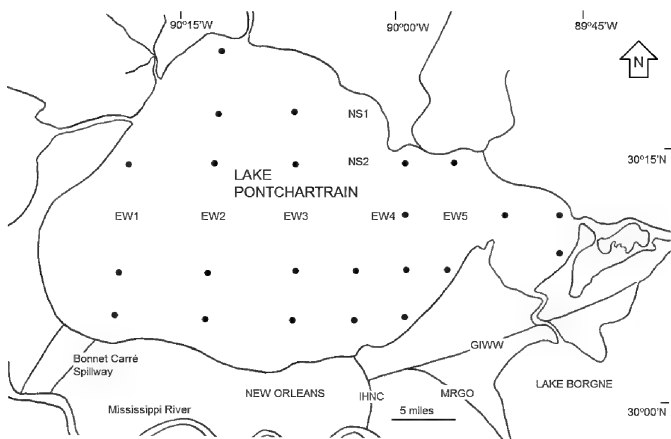 90°15'W
90°00'W
89°45'W
N
NS1
NS2
30°15'N
LAKE
PONTCHARTRAIN
EW1
EW2
EW3
EW4
EW5
GIWW
Bonnet Carré
Spillway
NEW ORLEANS
IHNC
MRGO
LAKE BORGNE
Mississippi River
5 miles
30°00'N